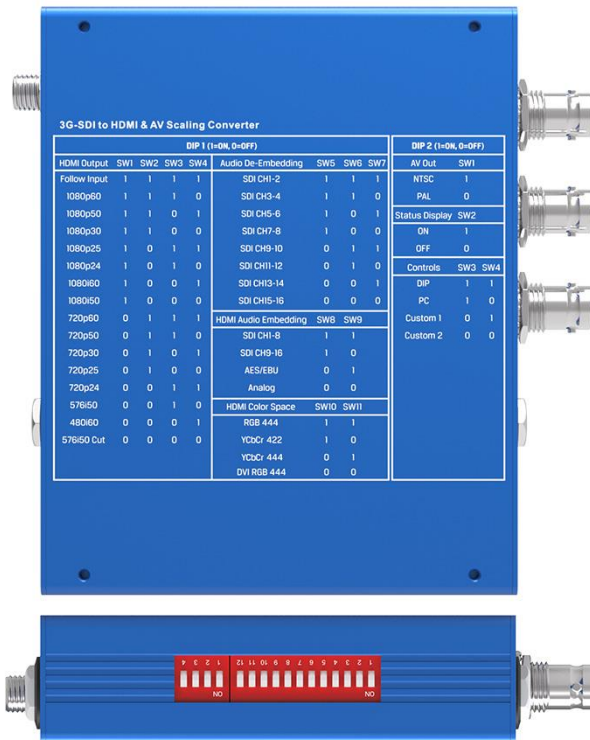 3G-SDI to HDMI & AV Scaling Converter
DIP 1 (1=ON, 0=OFF)
HDMI Output SW1 SW2 SW3 SW4
Follow Input 1 1 1 1
1080p60 1 1 1 0
1080p50 1 1 0 1
1080p30 1 1 0 0
1080p25 1 0 1 1
1080p24 1 0 1 0
1080i60 1 0 0 1
1080i50 1 0 0 0
720p60 0 1 1 1
720p50 0 1 1 0
720p30 0 1 0 1
720p25 0 1 0 0
720p24 0 0 1 1
576i50 0 0 1 0
480i60 0 0 0 1
576i50 Cut 0 0 0 0
Audio De-Embedding SW5 SW6 SW7
SDI CH1-2 1 1 1
SDI CH3-4 1 1 0
SDI CH5-6 1 0 1
SDI CH7-8 1 0 0
SDI CH9-10 0 1 1
SDI CH11-12 0 1 0
SDI CH13-14 0 0 1
SDI CH15-16 0 0 0
HDMI Audio Embedding SW8 SW9
SDI CH1-8 1 1
SDI CH9-16 1 0
AES/EBU 0 1
Analog 0 0
HDMI Color Space SW10 SW11
RGB 444 1 1
YCbCr 422 1 0
YCbCr 444 0 1
DVI RGB 444 0 0
DIP 2 (1=ON, 0=OFF)
AV Out SW1
NTSC 1
PAL 0
Status Display SW2
ON 1
OFF 0
Controls SW3 SW4
DIP 1 1
PC 1 0
Custom 1 0 1
Custom 2 0 0
4 3 2 1
ON
12 11 10 9 8 7 6 5 4 3 2 1
ON